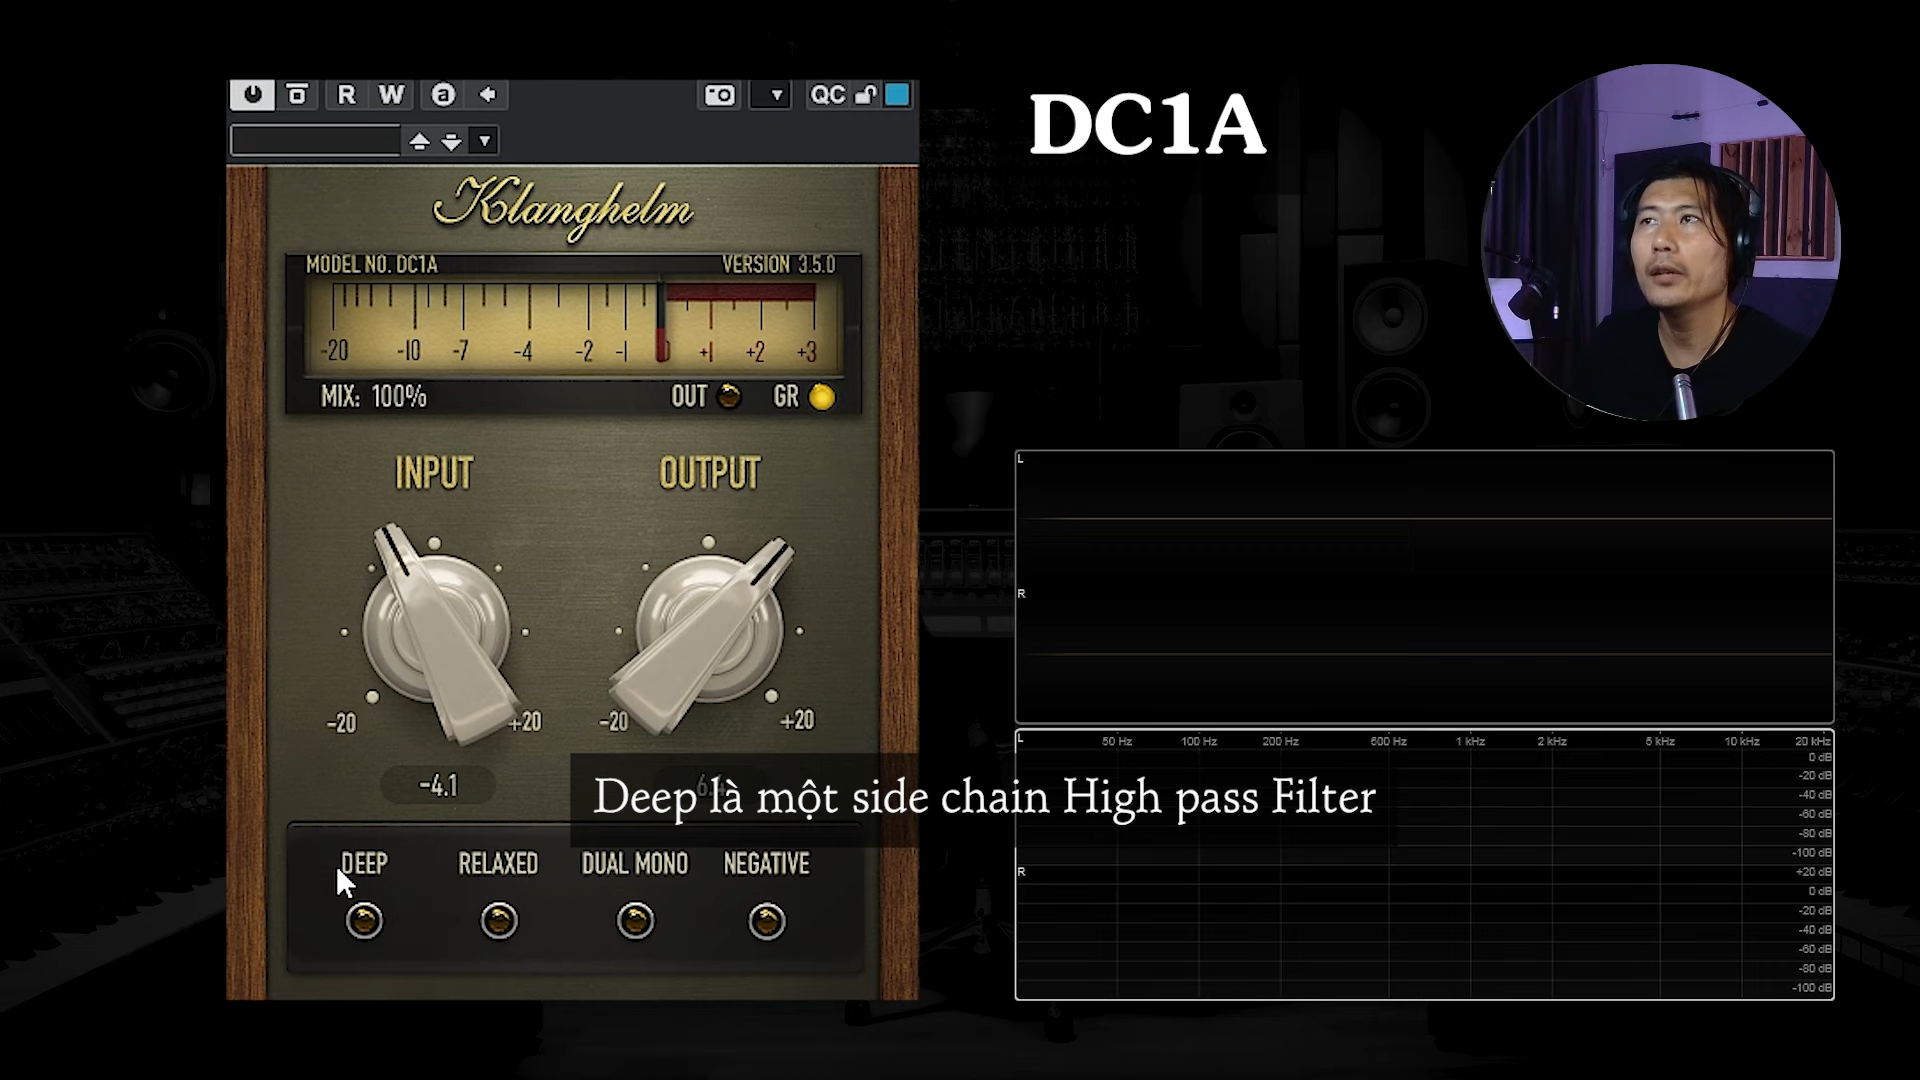 R W a QC
DC1A
Klanghelm
MODEL NO. DC1A VERSION 3.5.0
-20 -10 -7 -4 -2 -1 0 +1 +2 +3
MIX: 100% OUT GR
INPUT OUTPUT
-20 +20 -20 +20
-4.1
Deep là một side chain High pass Filter
DEEP RELAXED DUAL MONO NEGATIVE
L
R
L 50 Hz 100 Hz 200 Hz 600 Hz 1 kHz 2 kHz 5 kHz 10 kHz 20 kHz
0 dB
-20 dB
-40 dB
-60 dB
-80 dB
-100 dB
R +20 dB
0 dB
-20 dB
-40 dB
-60 dB
-80 dB
-100 dB